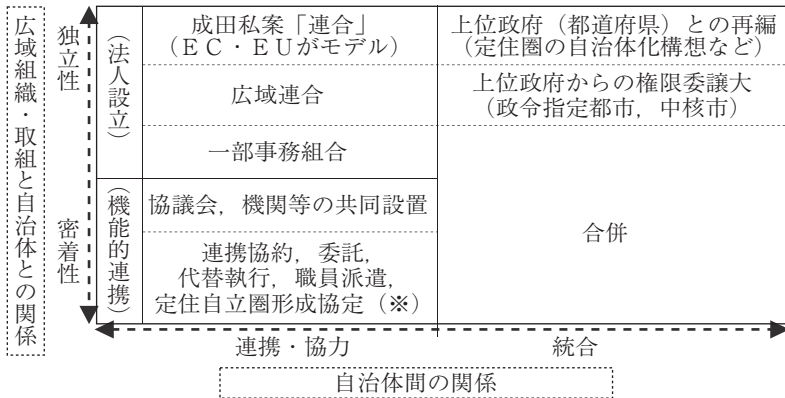 広域組織・取組と自治体との関係
独立性
密着性
（法人設立）
（機能的連携）
成田私案「連合」
（ＥＣ・ＥＵがモデル）
上位政府（都道府県）との再編
（定住圏の自治体化構想など）
広域連合
上位政府からの権限委譲大
（政令指定都市，中核市）
一部事務組合
協議会，機関等の共同設置
合併
連携協約，委託，
代替執行，職員派遣，
定住自立圏形成協定（※）
連携・協力
統合
自治体間の関係